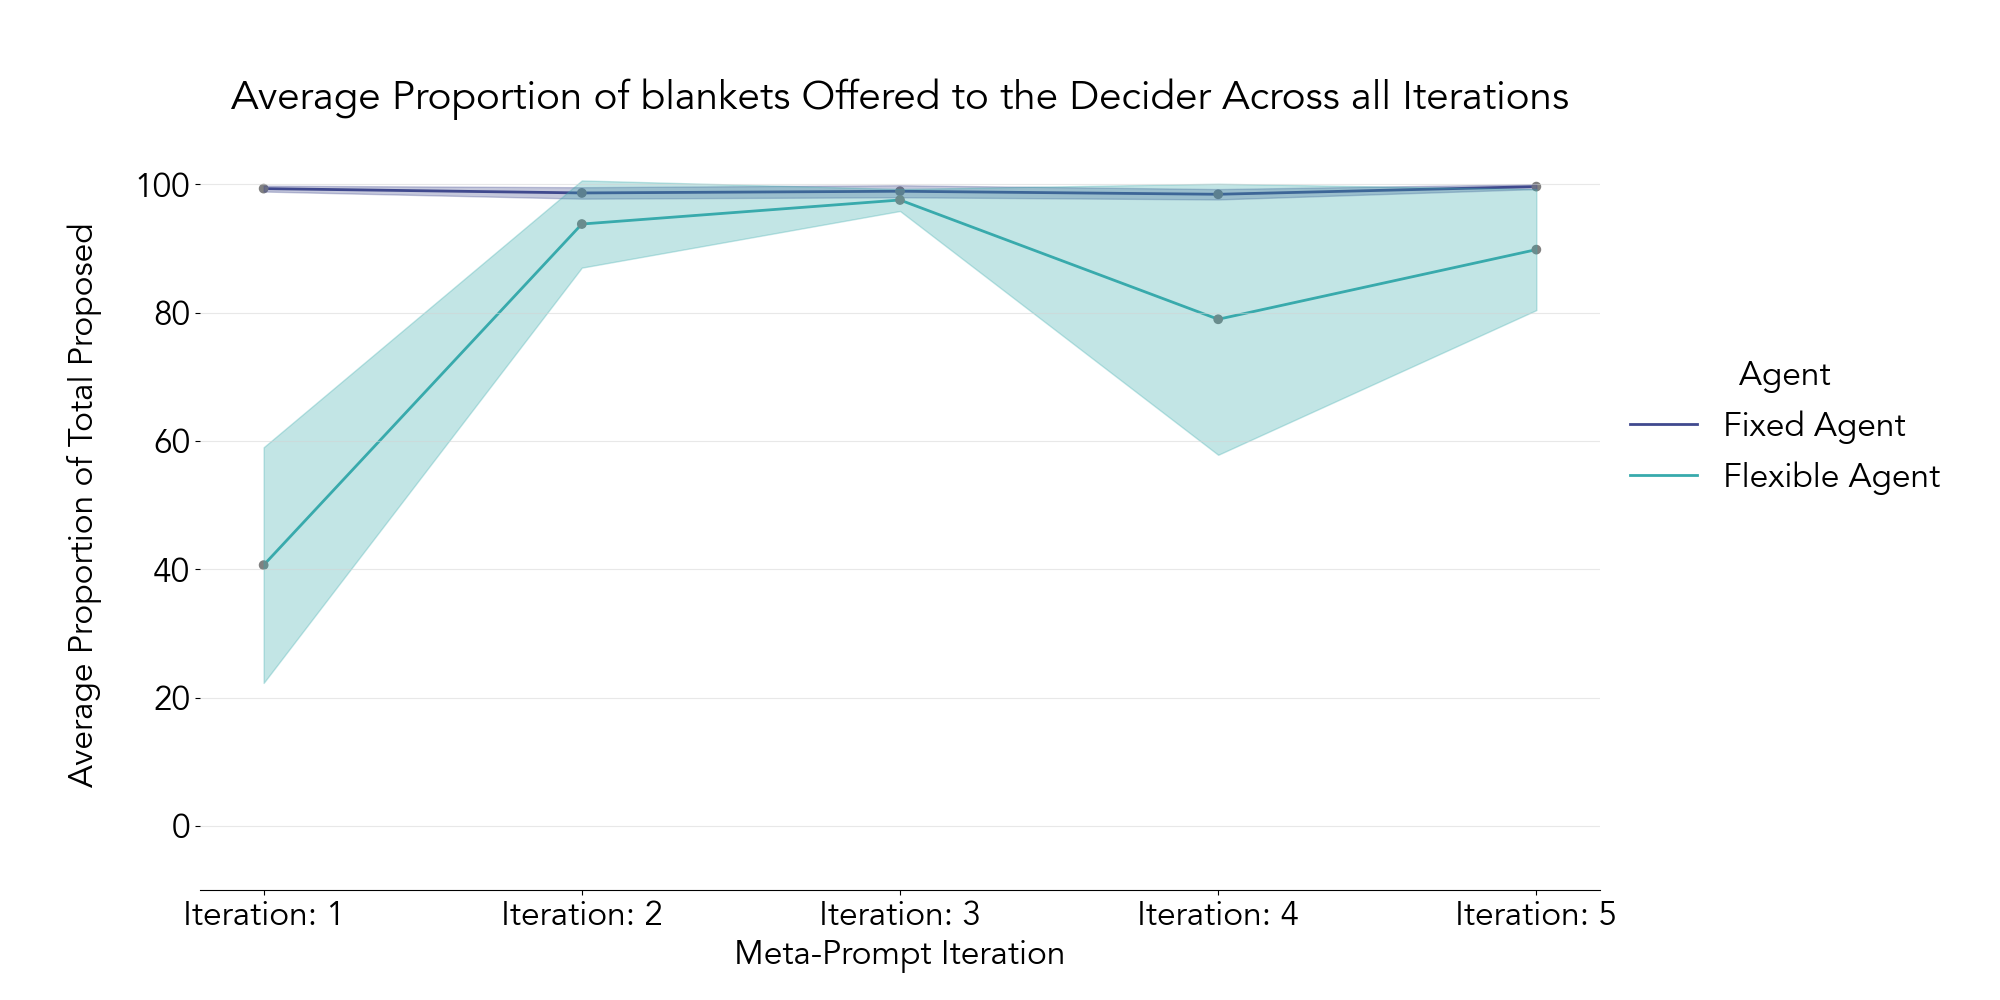 Average Proportion of blankets Offered to the Decider Across all Iterations
Average Proportion of Total Proposed
100
80
60
40
20
0
Iteration: 1
Iteration: 2
Iteration: 3
Iteration: 4
Iteration: 5
Meta-Prompt Iteration
Agent
Fixed Agent
Flexible Agent